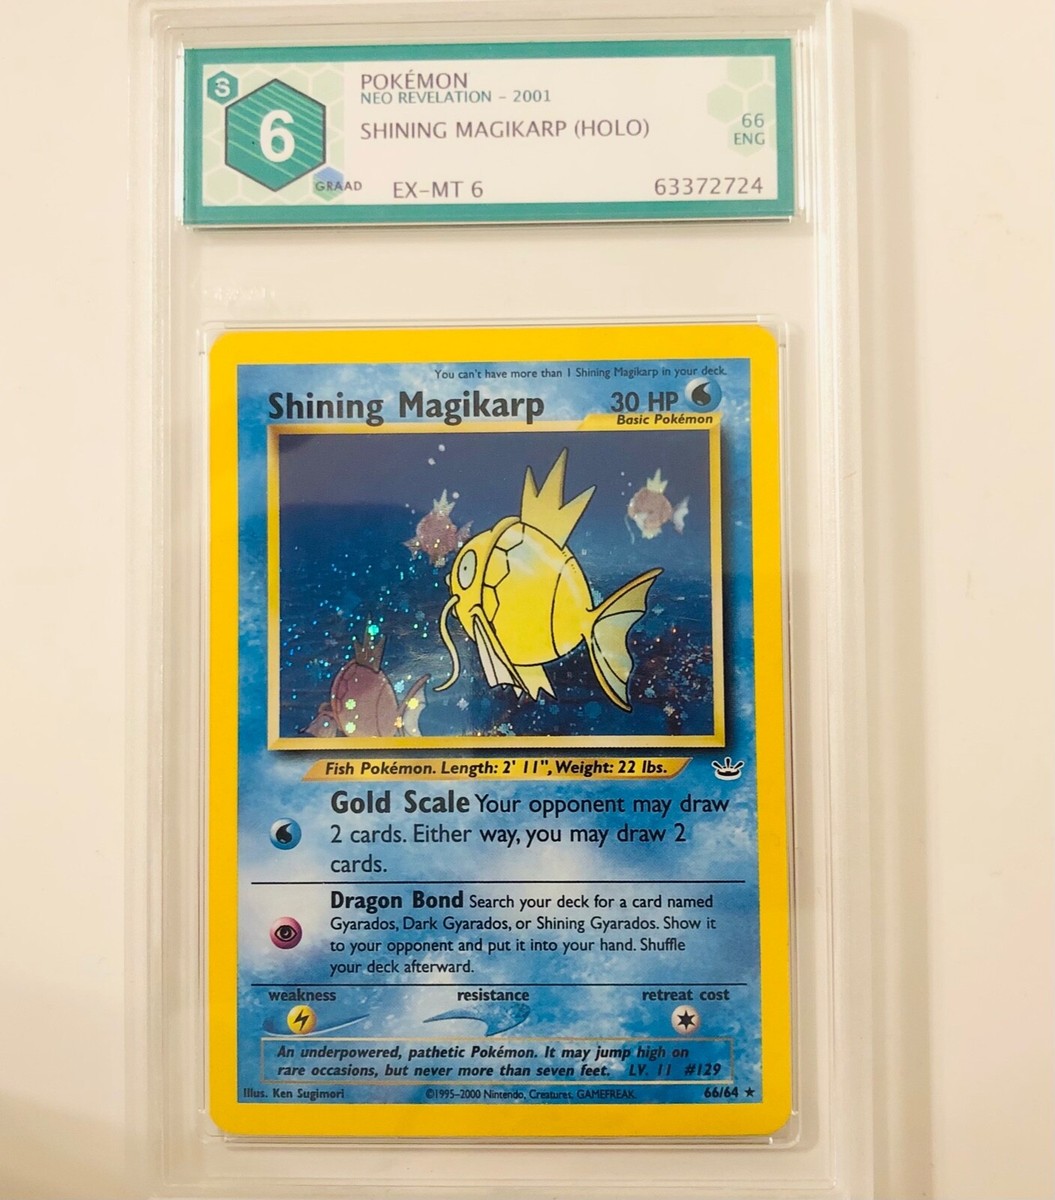 POKÉMON
NEO REVELATION - 2001
SHINING MAGIKARP (HOLO)
66
ENG
S
6
GRAAD
EX-MT 6
63372724
You can't have more than 1 Shining Magikarp in your deck.
Shining Magikarp
30 HP
Basic Pokémon
Fish Pokémon. Length: 2' 11", Weight: 22 lbs.
Gold Scale Your opponent may draw
2 cards. Either way, you may draw 2
cards.
Dragon Bond Search your deck for a card named
Gyarados, Dark Gyarados, or Shining Gyarados. Show it
to your opponent and put it into your hand. Shuffle
your deck afterward.
weakness resistance retreat cost
An underpowered, pathetic Pokémon. It may jump high on
rare occasions, but never more than seven feet. LV. 11 #129
Illus. Ken Sugimori ©1995-2000 Nintendo, Creatures, GAMEFREAK. 66/64 ★